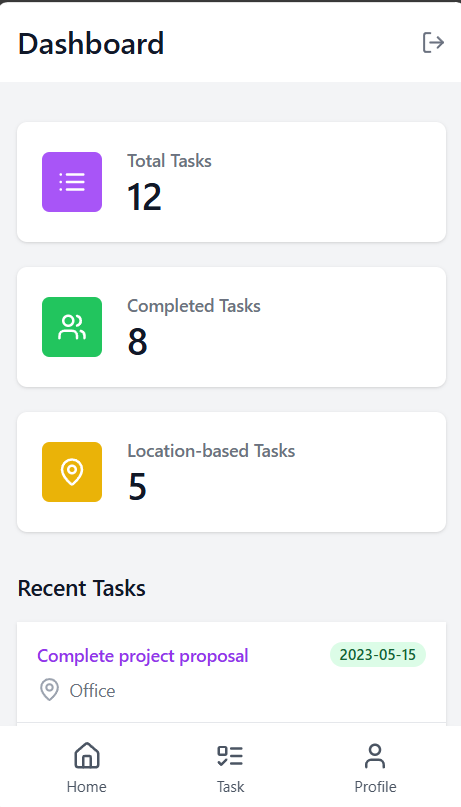 Dashboard
Total Tasks
12
Completed Tasks
8
Location-based Tasks
5
Recent Tasks
Complete project proposal 2023-05-15
Office
Home Task Profile